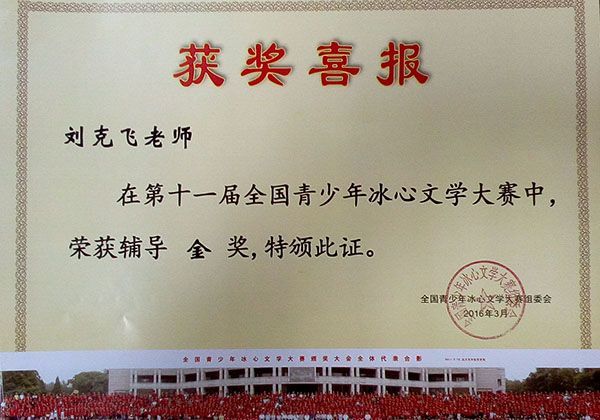 获奖喜报
刘克飞老师
在第十一届全国青少年冰心文学大赛中,
荣获辅导 金 奖,特颁此证。
全国青少年冰心文学大赛组委会
2016年3月
全国青少年冰心文学大赛颁奖大会全体代表合影